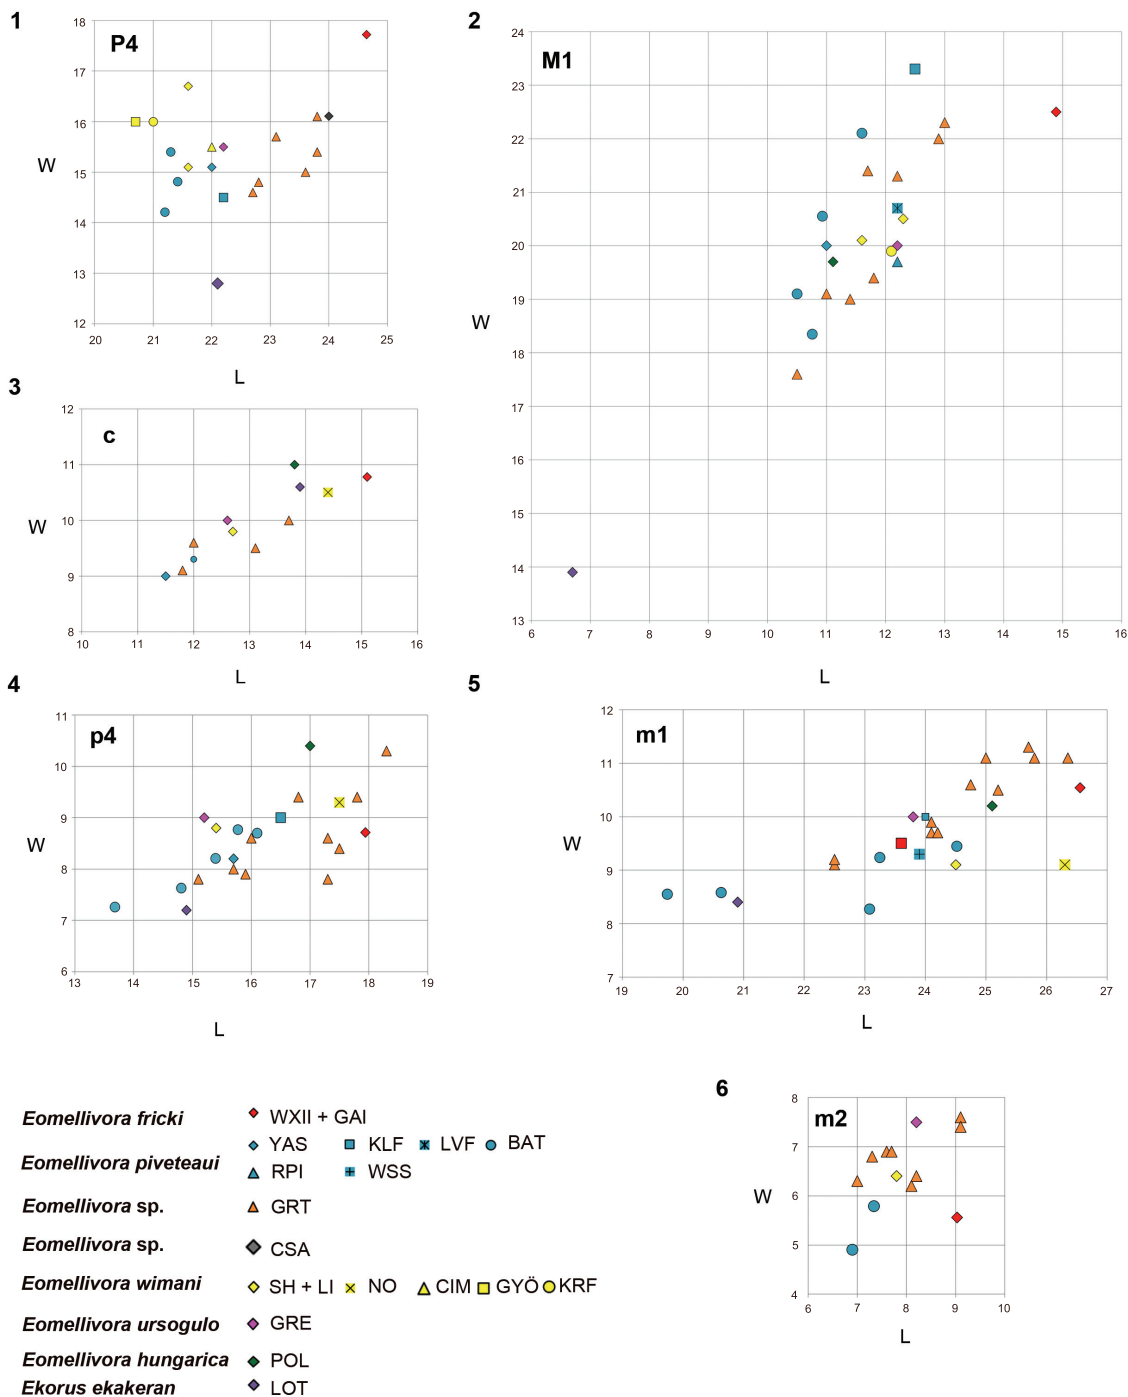 1
P4
18
17
16
15
14
13
12
W
20 21 22 23 24 25
L
2
M1
24
23
22
21
20
19
18
17
16
15
14
13
W
6 7 8 9 10 11 12 13 14 15 16
L
3
c
12
11
10
9
8
W
10 11 12 13 14 15 16
L
4
p4
11
10
9
8
7
6
W
13 14 15 16 17 18 19
L
5
m1
12
11
10
9
8
7
W
19 20 21 22 23 24 25 26 27
L
6
m2
8
7
6
5
4
W
6 7 8 9 10
L
Eomellivora fricki WXII + GAI
Eomellivora piveteaui YAS KLF LVF BAT
RPI WSS
Eomellivora sp. GRT
Eomellivora sp. CSA
Eomellivora wimani SH + LI NO CIM GYÖ KRF
Eomellivora ursogulo GRE
Eomellivora hungarica POL
Ekorus ekakeran LOT